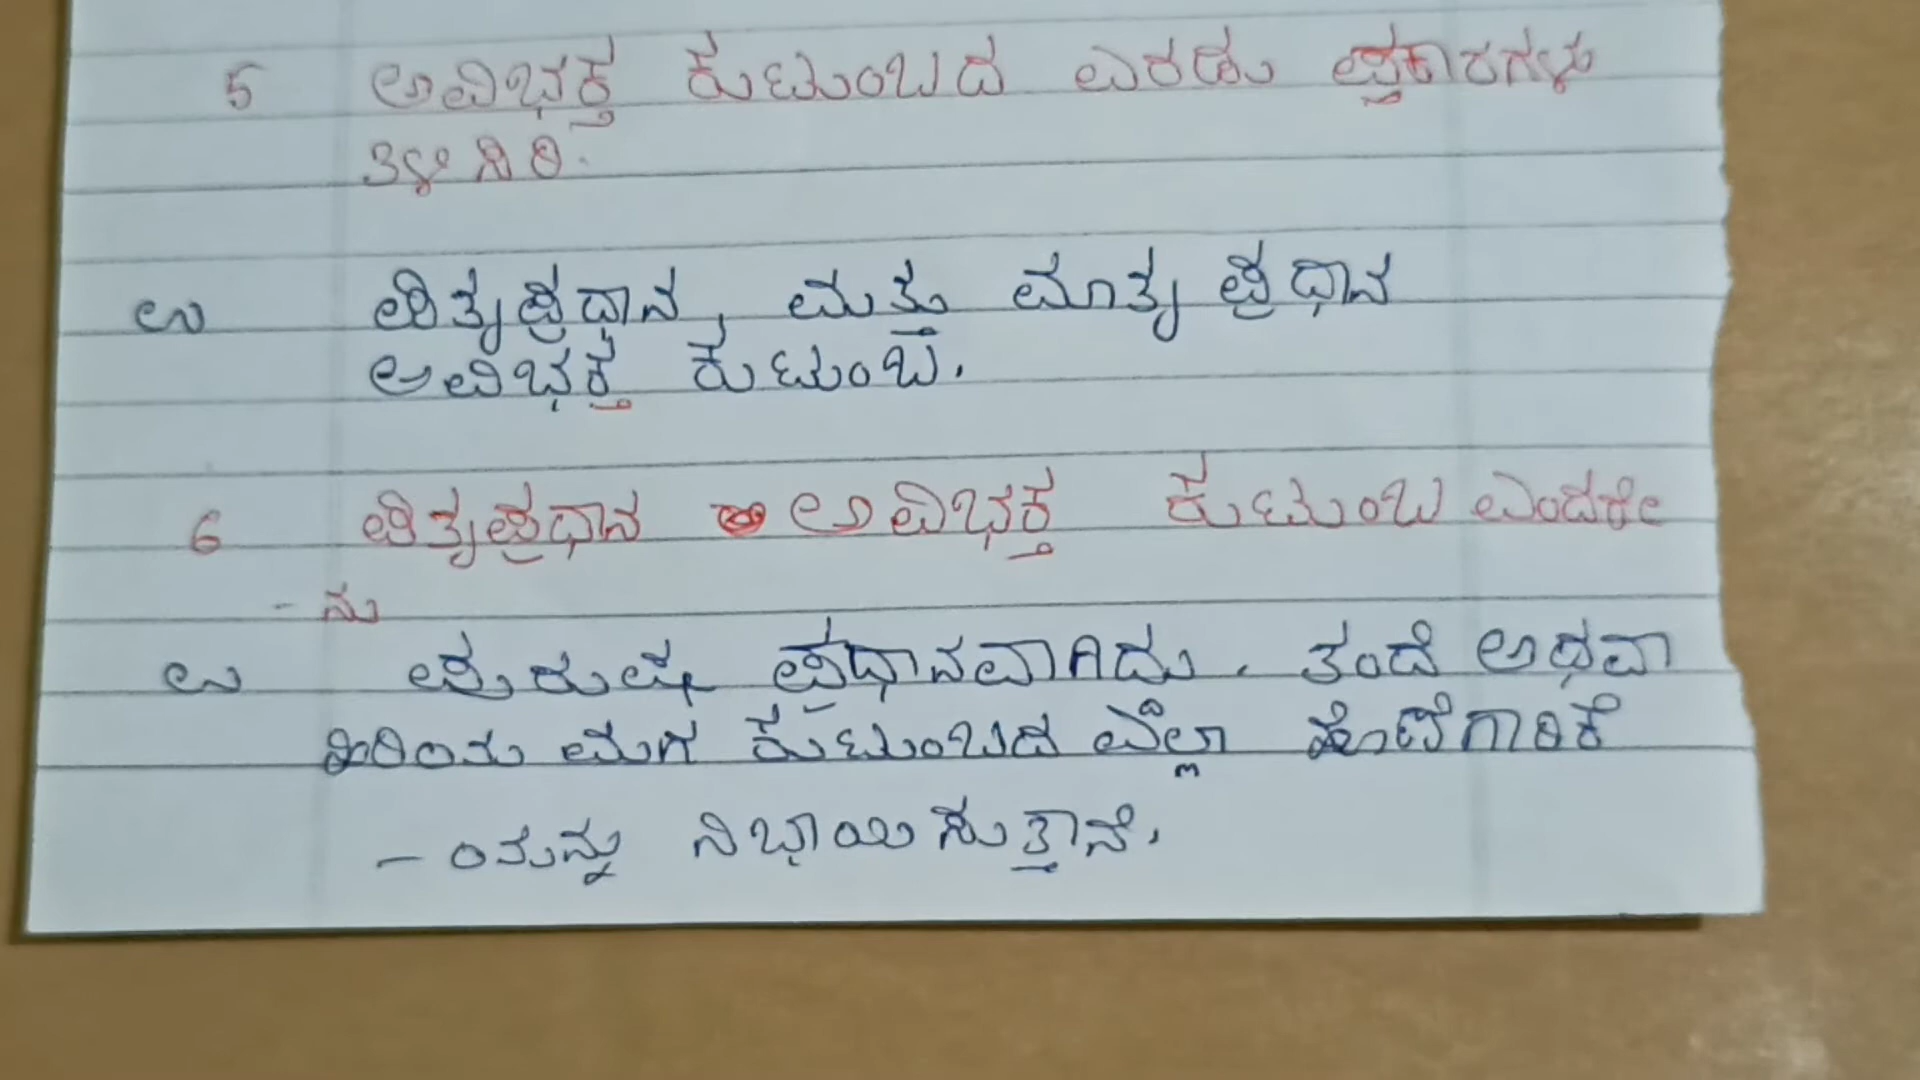 5 ಅವಿಭಕ್ತ ಕುಟುಂಬದ ಎರಡು ಪ್ರಕಾರಗಳು
ತಿಳಿಸಿರಿ.
ಉ ಪಿತೃಪ್ರಧಾನ, ಮತ್ತು ಮಾತೃ ಪ್ರಧಾನ
ಅವಿಭಕ್ತ ಕುಟುಂಬ.
6 ಪಿತೃಪ್ರಧಾನ ಅವಿಭಕ್ತ ಕುಟುಂಬ ಎಂದರೇ
- ನು
ಉ ಪುರುಷ ಪ್ರಧಾನವಾಗಿದು. ತಂದೆ ಅಥವಾ
ಹಿರಿಯ ಮಗ ಕುಟುಂಬದ ಎಲ್ಲಾ ಹೊಣೆಗಾರಿಕೆ
- ಯನ್ನು ನಿಭಾಯಿಸುತ್ತಾನೆ.